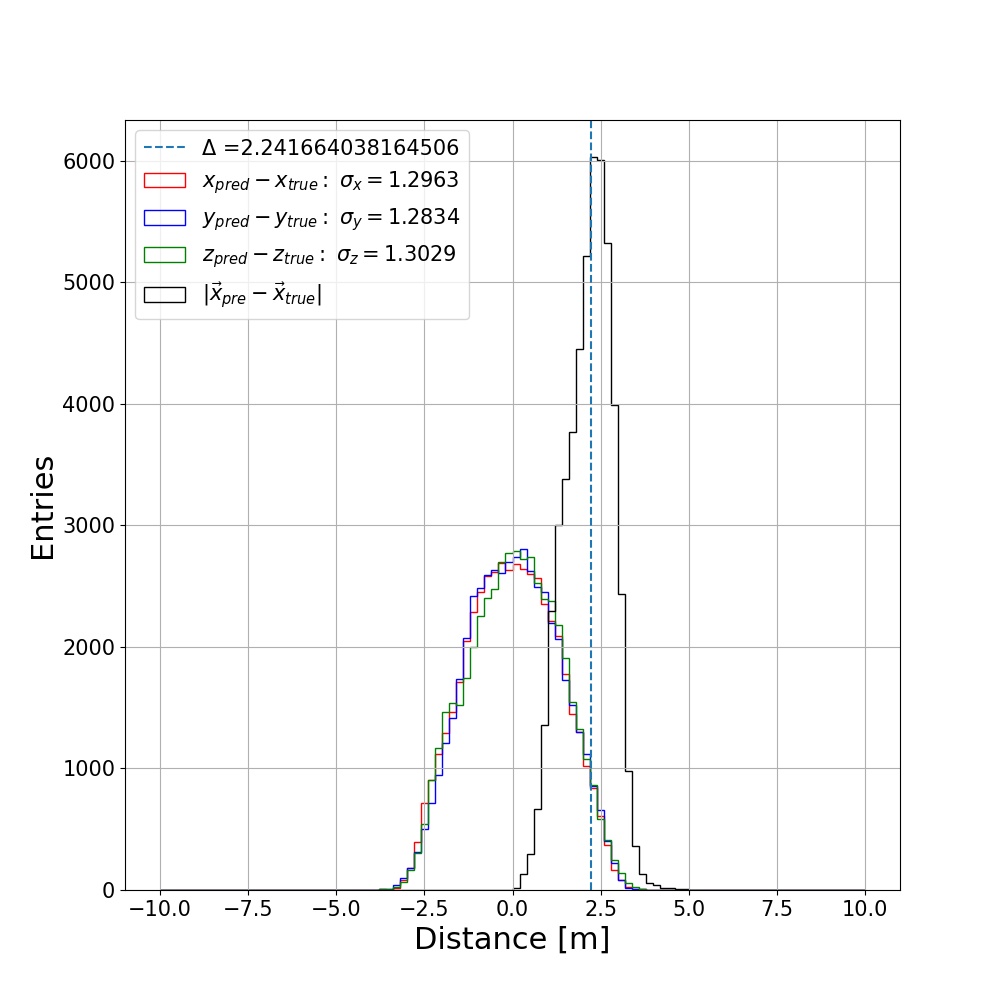 Δ =2.241664038164506
x_pred − x_true : σ_x = 1.2963
y_pred − y_true : σ_y = 1.2834
z_pred − z_true : σ_z = 1.3029
|x⃗_pre − x⃗_true|
6000
5000
4000
3000
2000
1000
0
Entries
−10.0 −7.5 −5.0 −2.5 0.0 2.5 5.0 7.5 10.0
Distance [m]